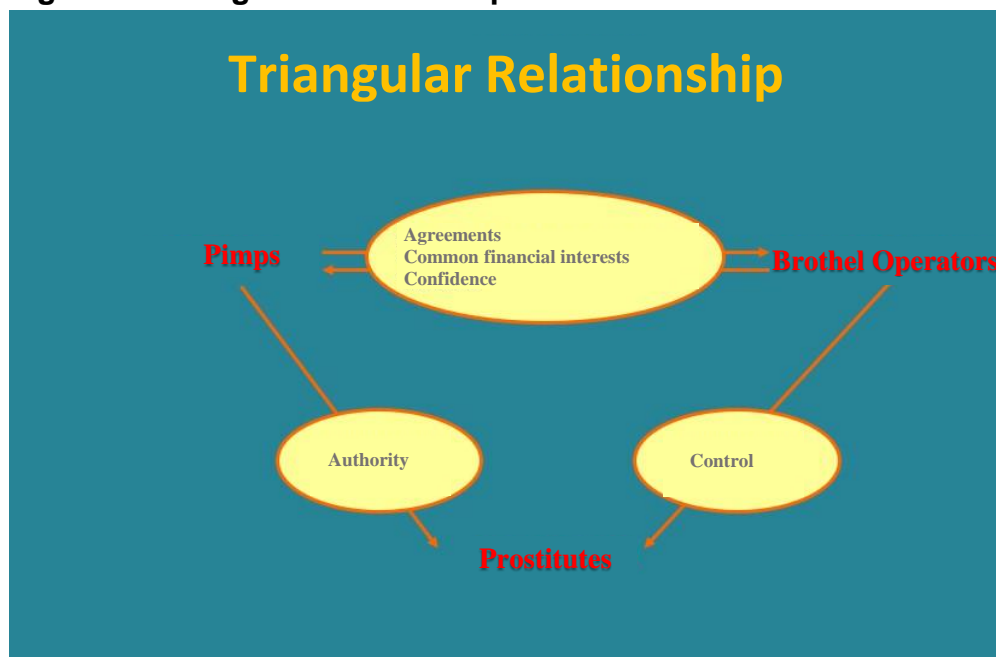 Triangular Relationship
Agreements
Common financial interests
Confidence
Pimps
Brothel Operators
Authority
Control
Prostitutes